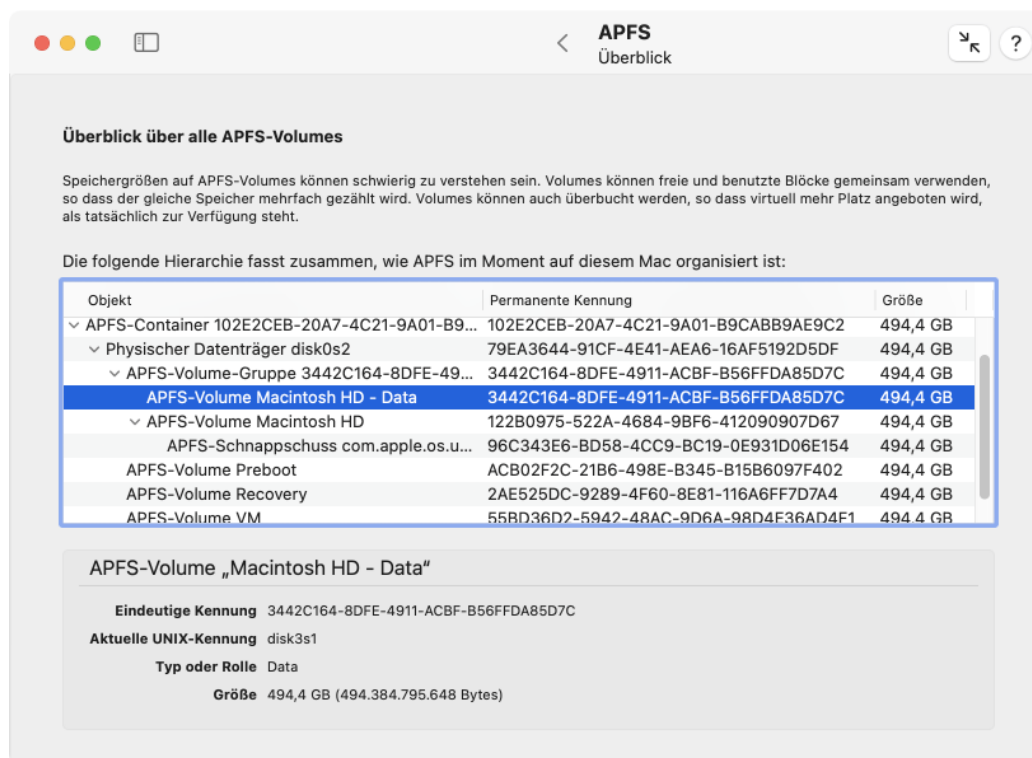 APFS
Überblick
?
Überblick über alle APFS-Volumes
Speichergrößen auf APFS-Volumes können schwierig zu verstehen sein. Volumes können freie und benutzte Blöcke gemeinsam verwenden,
so dass der gleiche Speicher mehrfach gezählt wird. Volumes können auch überbucht werden, so dass virtuell mehr Platz angeboten wird,
als tatsächlich zur Verfügung steht.
Die folgende Hierarchie fasst zusammen, wie APFS im Moment auf diesem Mac organisiert ist:
Objekt Permanente Kennung Größe
APFS-Container 102E2CEB-20A7-4C21-9A01-B9... 102E2CEB-20A7-4C21-9A01-B9CABB9AE9C2 494,4 GB
Physischer Datenträger disk0s2 79EA3644-91CF-4E41-AEA6-16AF5192D5DF 494,4 GB
APFS-Volume-Gruppe 3442C164-8DFE-49... 3442C164-8DFE-4911-ACBF-B56FFDA85D7C 494,4 GB
APFS-Volume Macintosh HD - Data 3442C164-8DFE-4911-ACBF-B56FFDA85D7C 494,4 GB
APFS-Volume Macintosh HD 122B0975-522A-4684-9BF6-412090907D67 494,4 GB
APFS-Schnappschuss com.apple.os.u... 96C343E6-BD58-4CC9-BC19-0E931D06E154 494,4 GB
APFS-Volume Preboot ACB02F2C-21B6-498E-B345-B15B6097F402 494,4 GB
APFS-Volume Recovery 2AE525DC-9289-4F60-8E81-116A6FF7D7A4 494,4 GB
APFS-Volume VM 55BD36D2-5942-48AC-9D6A-98D4E36AD4F1 494,4 GB
APFS-Volume „Macintosh HD - Data“
Eindeutige Kennung 3442C164-8DFE-4911-ACBF-B56FFDA85D7C
Aktuelle UNIX-Kennung disk3s1
Typ oder Rolle Data
Größe 494,4 GB (494.384.795.648 Bytes)